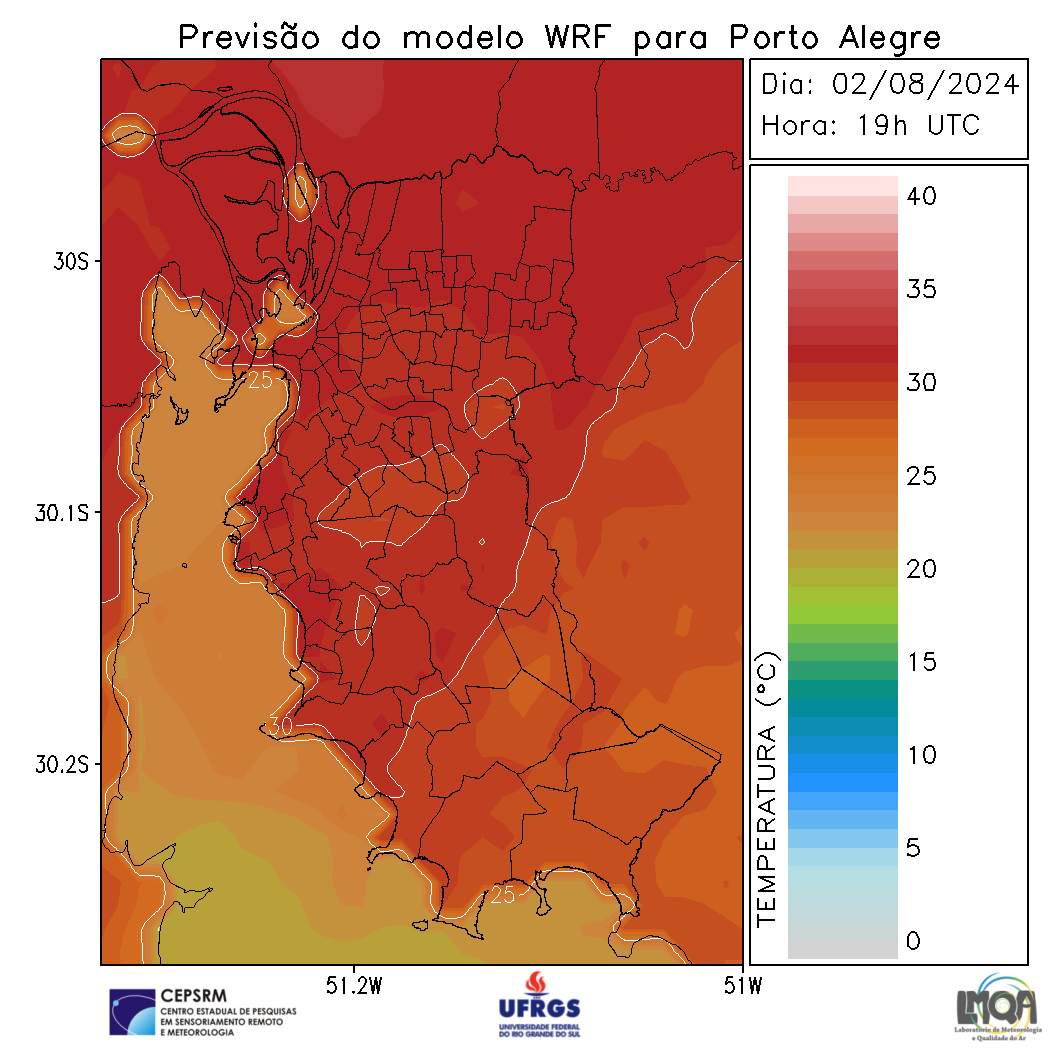 Previsão do modelo WRF para Porto Alegre
Dia: 02/08/2024
Hora: 19h UTC
40
35
30
25
20
15
10
5
0
TEMPERATURA (°C)
30S
30.1S
30.2S
51.2W
51W
25
30
25
CEPSRM
CENTRO ESTADUAL DE PESQUISAS
EM SENSORIAMENTO REMOTO
E METEOROLOGIA
UFRGS
UNIVERSIDADE FEDERAL
DO RIO GRANDE DO SUL
LMQA
Laboratório de Meteorologia
e Qualidade do Ar